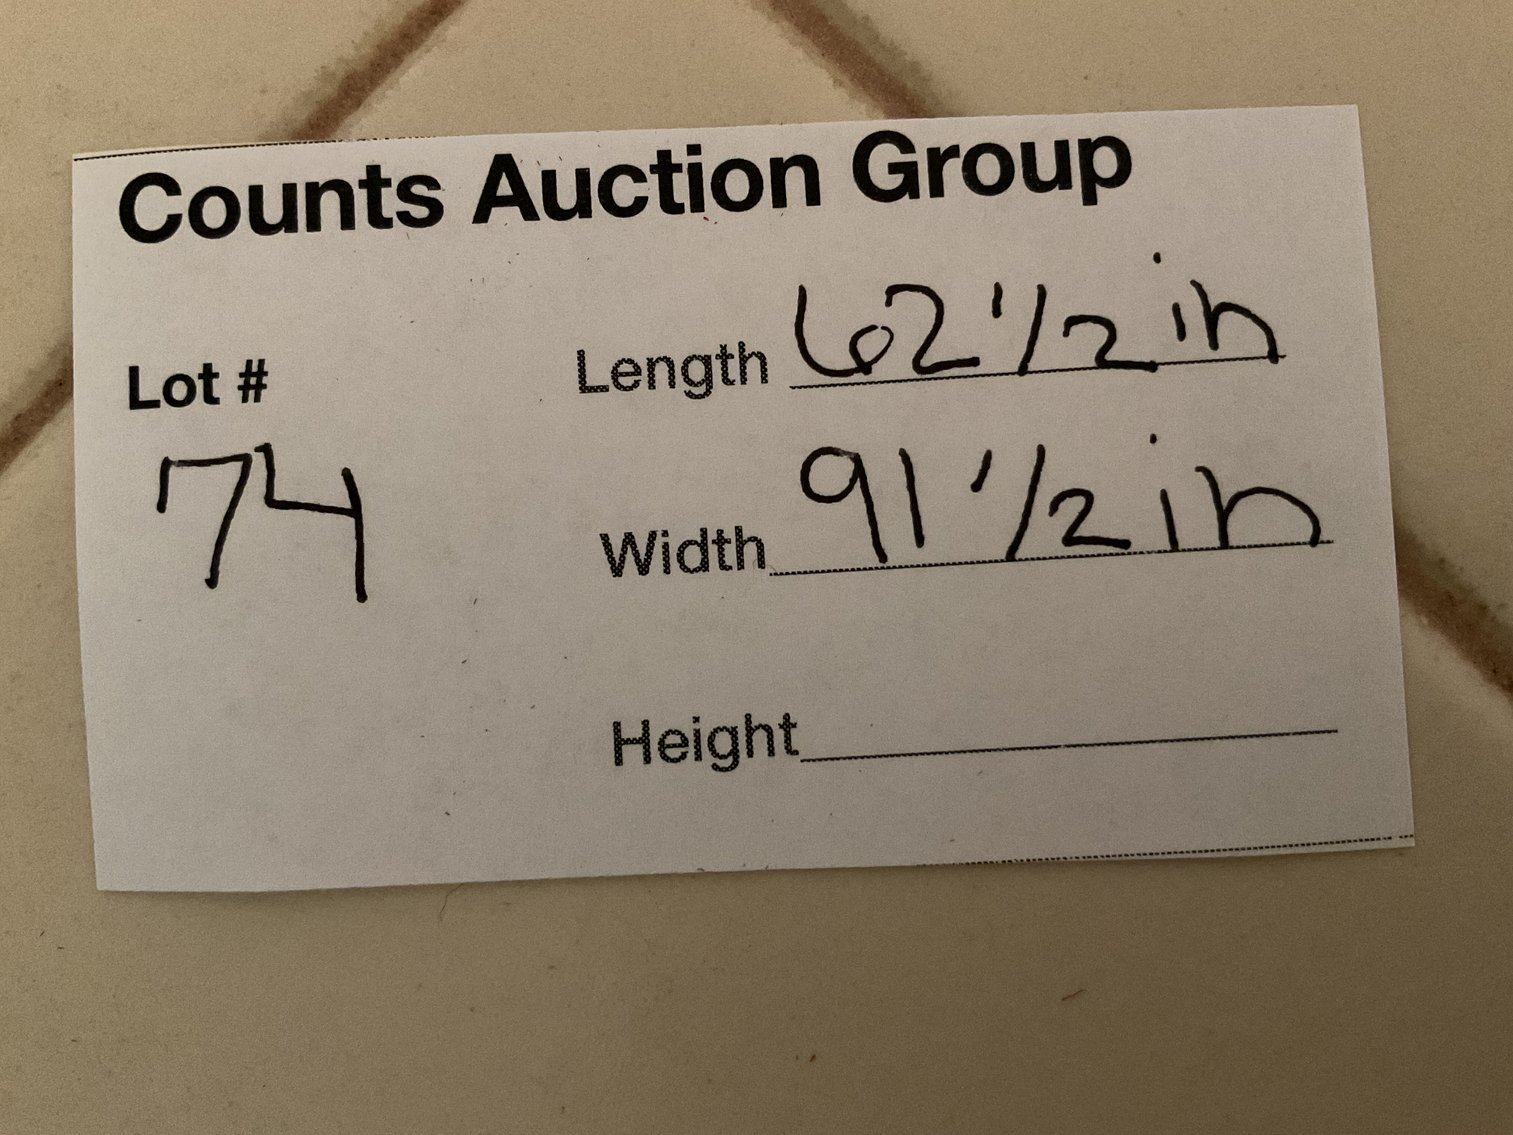 Counts Auction Group
Lot #
74
Length 62 1/2 in
Width 91 1/2 in
Height